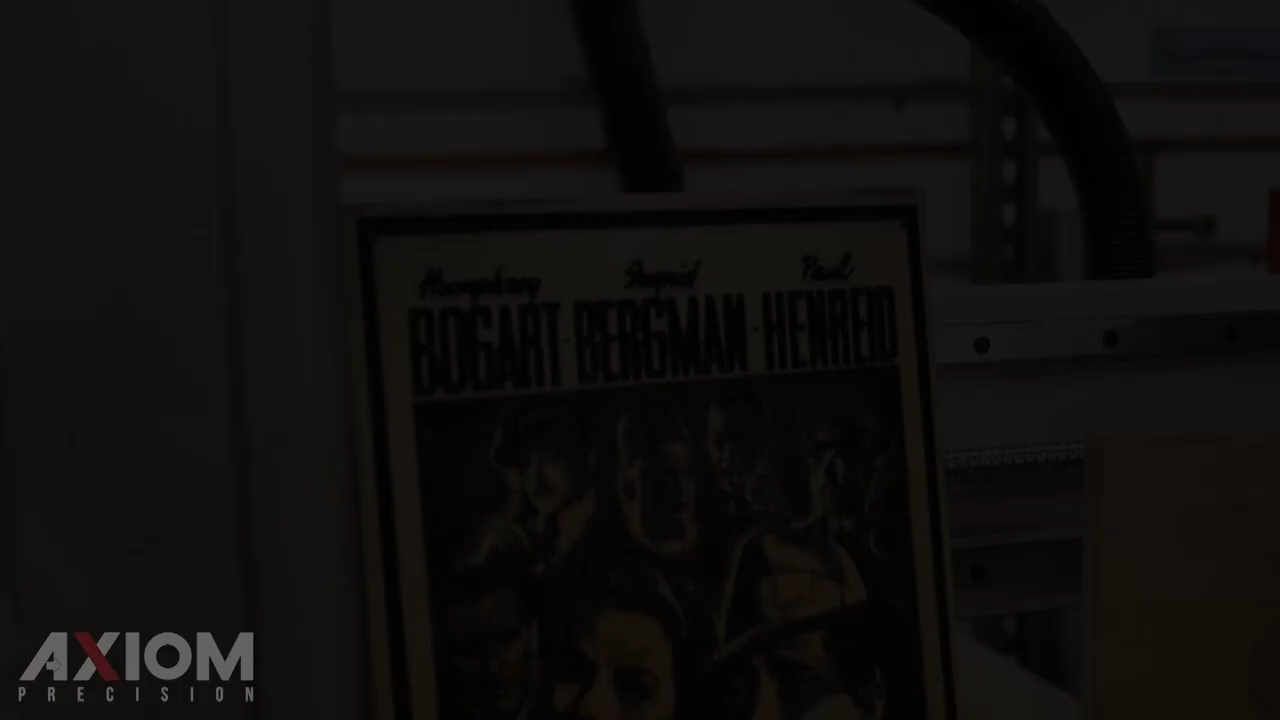 Humphrey Ingrid Paul
BOGART · BERGMAN · HENREID
AXIOM
PRECISION